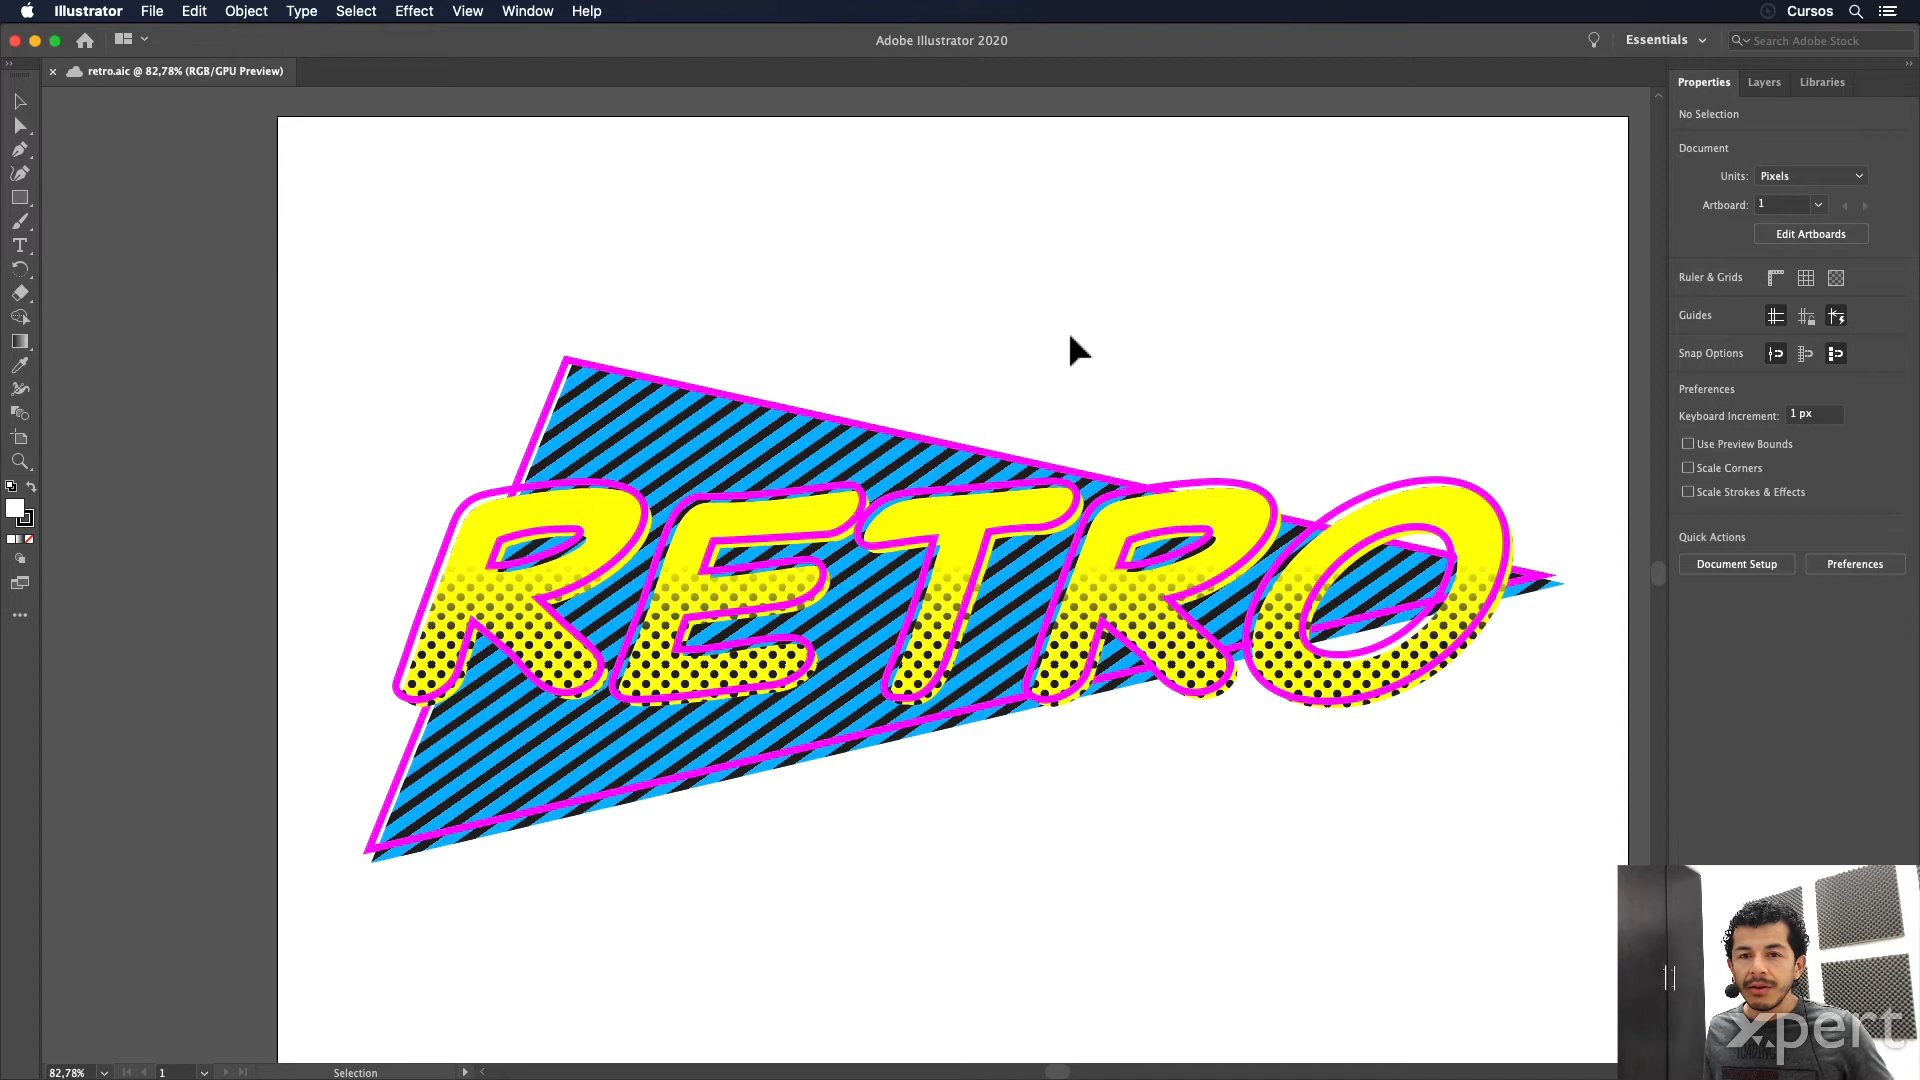 Illustrator File Edit Object Type Select Effect View Window Help
Cursos
Adobe Illustrator 2020
Essentials
Search Adobe Stock
× retro.aic @ 82,78% (RGB/GPU Preview)
Properties Layers Libraries
No Selection
Document
Units: Pixels
Artboard: 1
Edit Artboards
Ruler & Grids
Guides
Snap Options
Preferences
Keyboard Increment: 1 px
Use Preview Bounds
Scale Corners
Scale Strokes & Effects
Quick Actions
Document Setup Preferences
RETRO
xpert
LOADING
82,78% 1 Selection